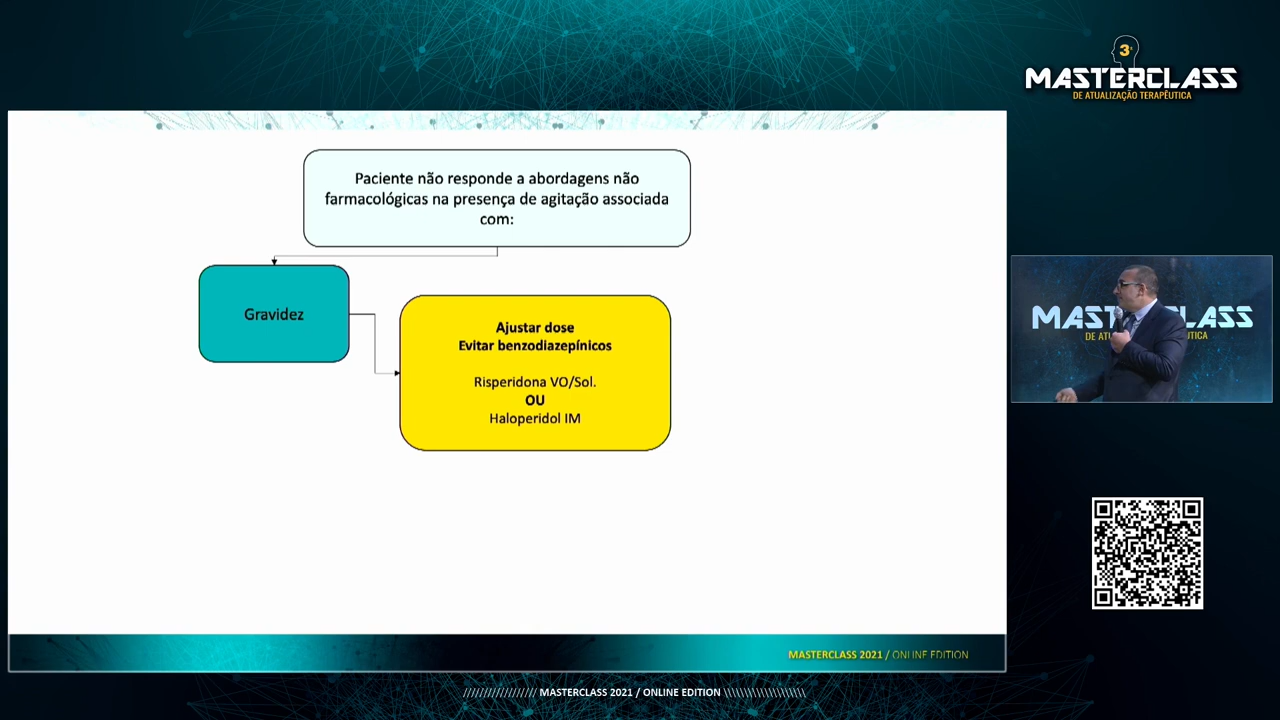 3ª
MASTERCLASS
DE ATUALIZAÇÃO TERAPÊUTICA
Paciente não responde a abordagens não
farmacológicas na presença de agitação associada
com:
Gravidez
Ajustar dose
Evitar benzodiazepínicos
Risperidona VO/Sol.
OU
Haloperidol IM
MASTERCLASS 2021 / ONLINE EDITION
////////////////// MASTERCLASS 2021 / ONLINE EDITION \\\\\\\\\\\\\\\\\\\\